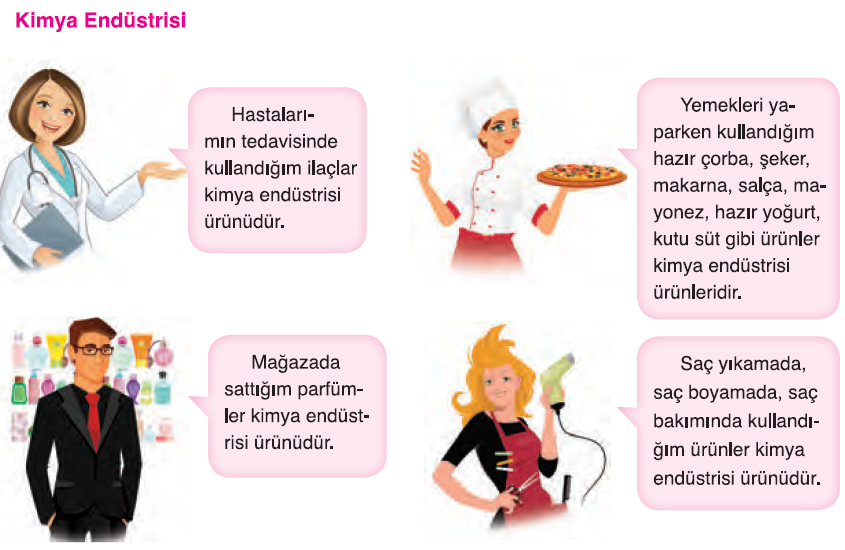 Kimya Endüstrisi
Hastaları-
mın tedavisinde
kullandığım ilaçlar
kimya endüstrisi
ürünüdür.
Yemekleri ya-
parken kullandığım
hazır çorba, şeker,
makarna, salça, ma-
yonez, hazır yoğurt,
kutu süt gibi ürünler
kimya endüstrisi
ürünleridir.
Mağazada
sattığım parfüm-
ler kimya endüst-
risi ürünüdür.
Saç yıkamada,
saç boyamada, saç
bakımında kullandı-
ğım ürünler kimya
endüstrisi ürünüdür.